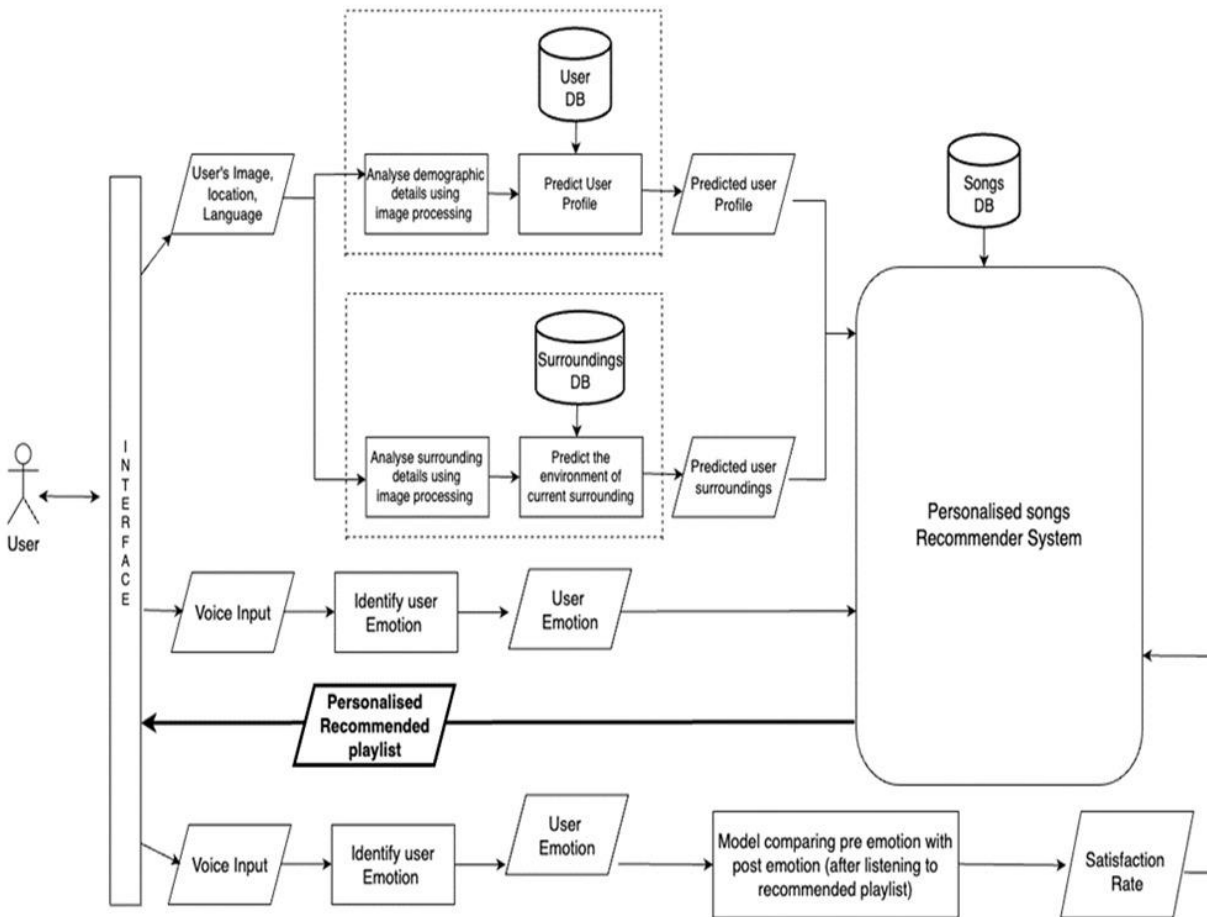 User
DB
User's Image,
location,
Language
Analyse demographic
details using
image processing
Predict User
Profile
Predicted user
Profile
Songs
DB
Surroundings
DB
Analyse surrounding
details using
image processing
Predict the
environment of
current surrounding
Predicted user
surroundings
User
INTERFACE
Personalised songs
Recommender System
Voice Input
Identify user
Emotion
User
Emotion
Personalised
Recommended
playlist
Voice Input
Identify user
Emotion
User
Emotion
Model comparing pre emotion with
post emotion (after listening to
recommended playlist)
Satisfaction
Rate